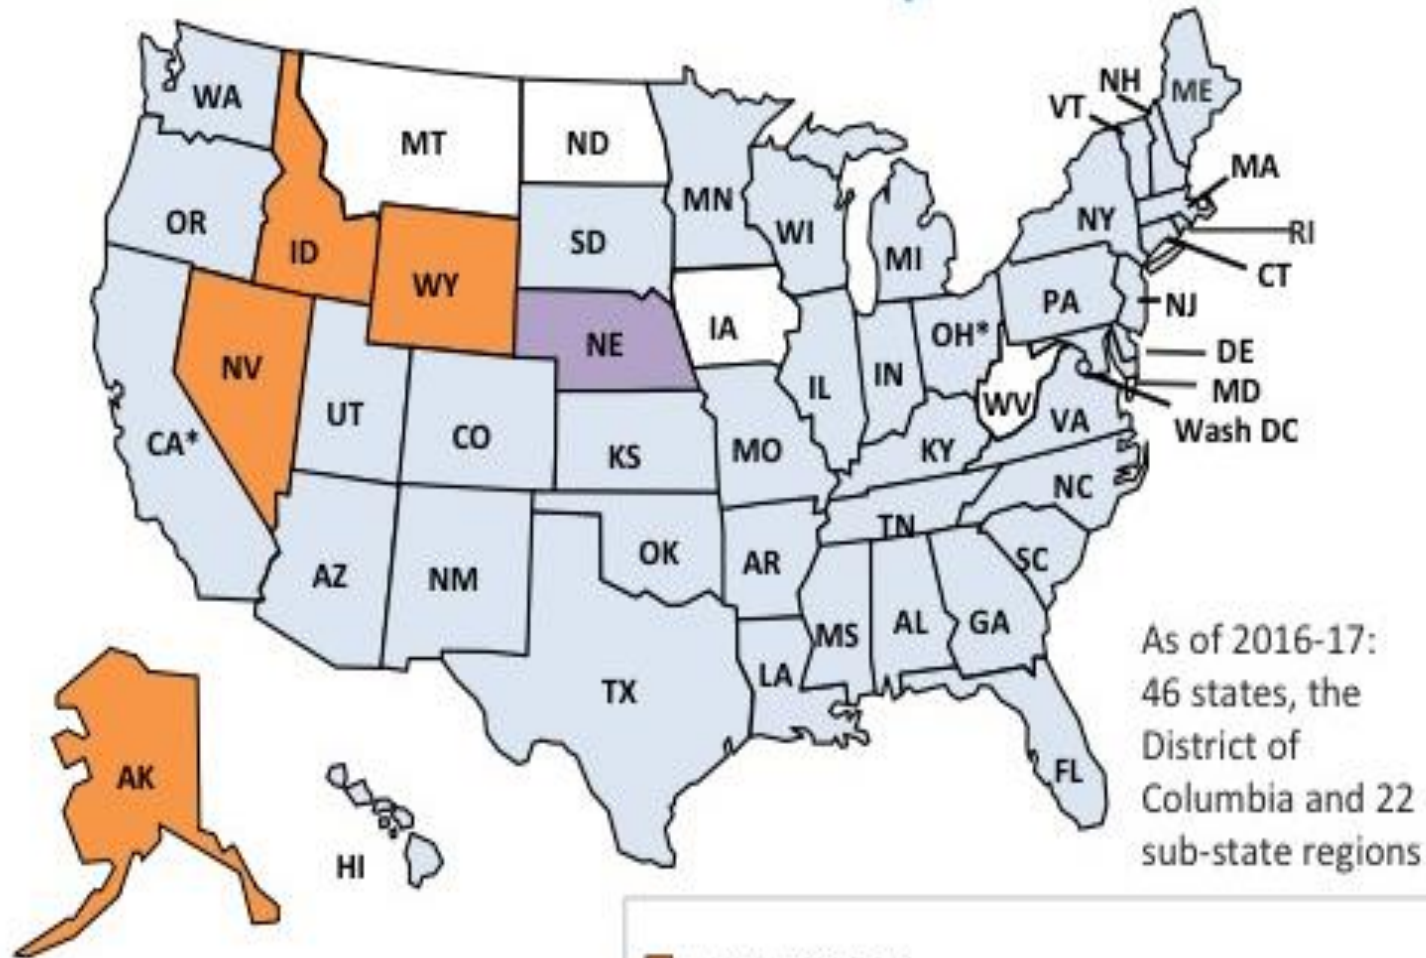 WA
MT
ND
MN
VT
NH
ME
MA
OR
ID
WY
SD
WI
MI
NY
RI
CT
NV
UT
CO
NE
IA
IL
IN
OH*
PA
NJ
DE
MD
Wash DC
WV
VA
CA*
KS
MO
KY
NC
TN
AZ
NM
OK
AR
SC
MS
AL
GA
TX
LA
FL
AK
HI
As of 2016-17:
46 states, the
District of
Columbia and 22
sub-state regions